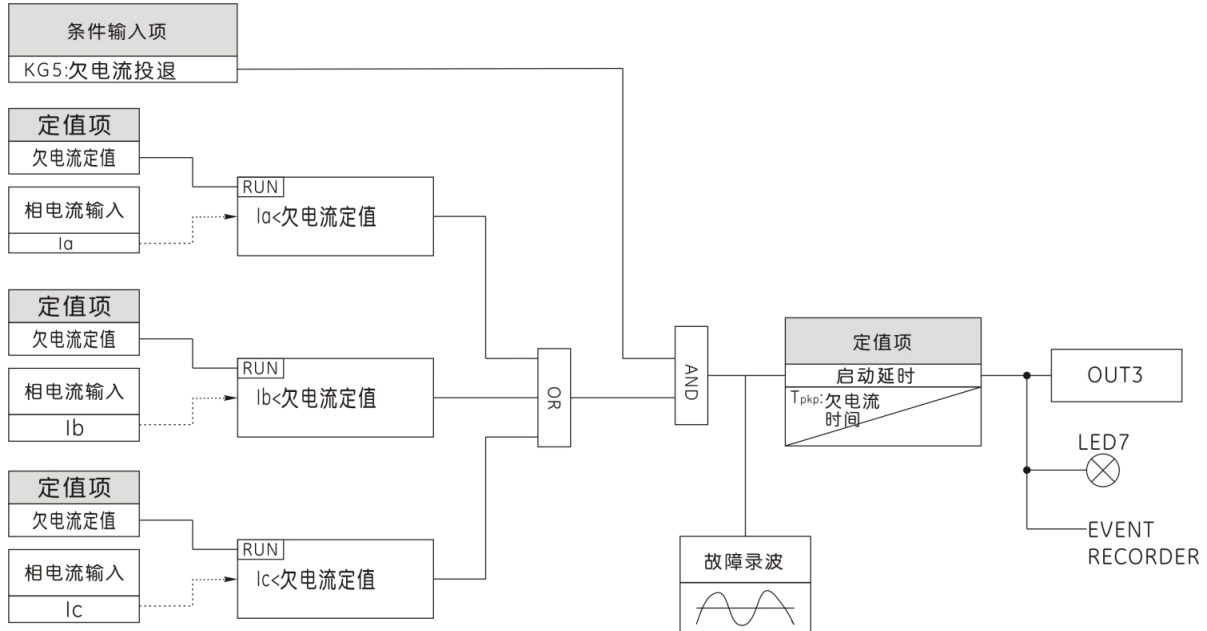 条件输入项
KG5:欠电流投退
定值项
欠电流定值
相电流输入
Ia
RUN
Ia<欠电流定值
定值项
欠电流定值
相电流输入
Ib
RUN
Ib<欠电流定值
定值项
欠电流定值
相电流输入
Ic
RUN
Ic<欠电流定值
OR
AND
定值项
启动延时
Tpkp:欠电流
时间
故障录波
OUT3
LED7
EVENT
RECORDER